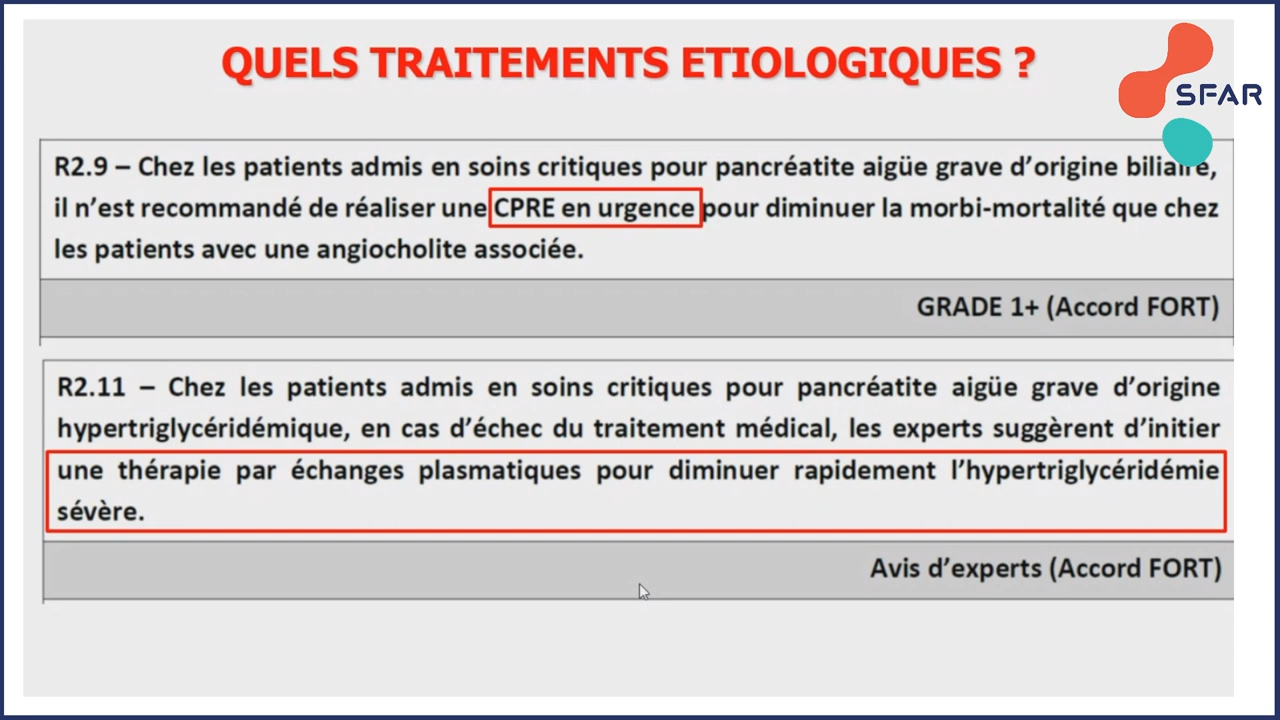 QUELS TRAITEMENTS ETIOLOGIQUES ?
SFAR
R2.9 – Chez les patients admis en soins critiques pour pancréatite aigüe grave d'origine biliaire,
il n'est recommandé de réaliser une CPRE en urgence pour diminuer la morbi-mortalité que chez
les patients avec une angiocholite associée.
GRADE 1+ (Accord FORT)
R2.11 – Chez les patients admis en soins critiques pour pancréatite aigüe grave d'origine
hypertriglycéridémique, en cas d'échec du traitement médical, les experts suggèrent d'initier
une thérapie par échanges plasmatiques pour diminuer rapidement l'hypertriglycéridémie
sévère.
Avis d'experts (Accord FORT)